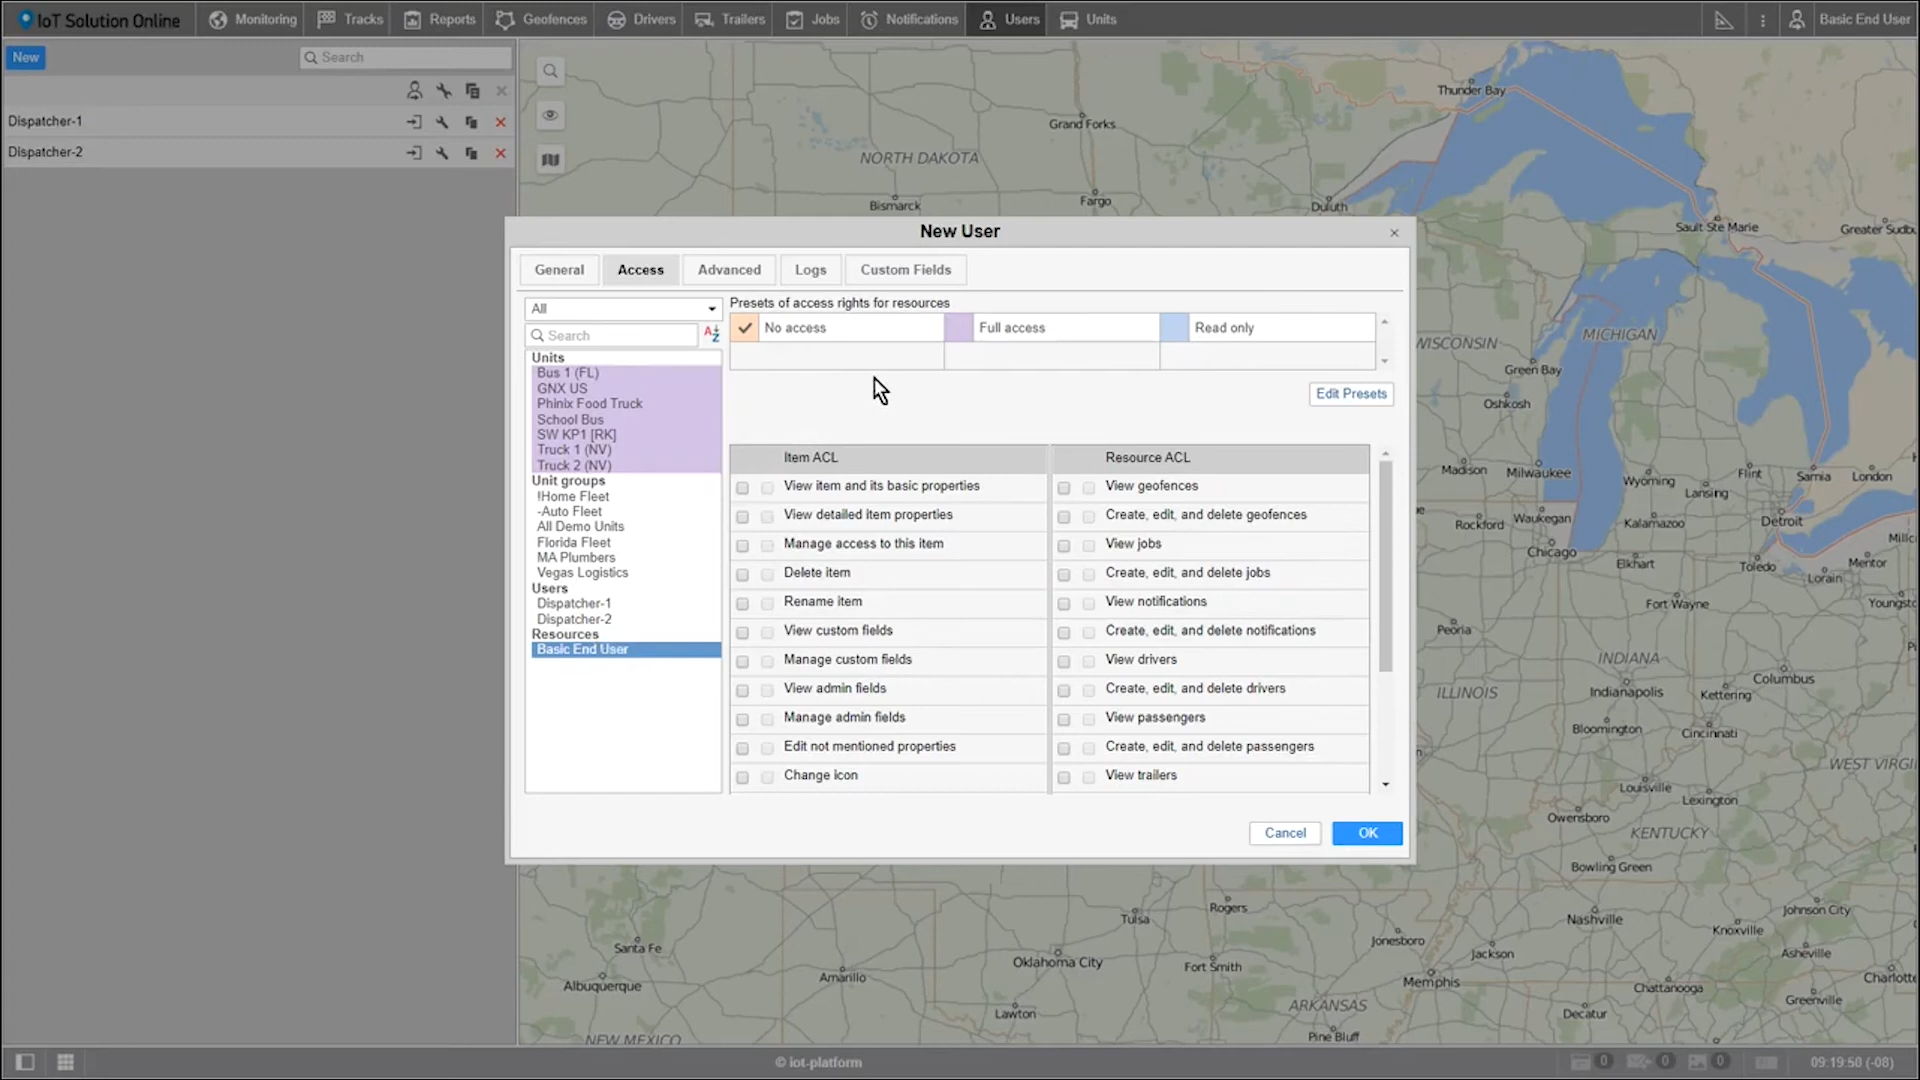 IoT Solution Online
Monitoring
Tracks
Reports
Geofences
Drivers
Trailers
Jobs
Notifications
Users
Units
Basic End User
New
Search
Dispatcher-1
Dispatcher-2
New User
General
Access
Advanced
Logs
Custom Fields
All
Search
Units
Bus 1 (FL)
GNX US
Phinix Food Truck
School Bus
SW KP1 [RK]
Truck 1 (NV)
Truck 2 (NV)
Unit groups
!Home Fleet
-Auto Fleet
All Demo Units
Florida Fleet
MA Plumbers
Vegas Logistics
Users
Dispatcher-1
Dispatcher-2
Resources
Basic End User
Presets of access rights for resources
No access
Full access
Read only
Edit Presets
Item ACL
View item and its basic properties
View detailed item properties
Manage access to this item
Delete item
Rename item
View custom fields
Manage custom fields
View admin fields
Manage admin fields
Edit not mentioned properties
Change icon
Resource ACL
View geofences
Create, edit, and delete geofences
View jobs
Create, edit, and delete jobs
View notifications
Create, edit, and delete notifications
View drivers
Create, edit, and delete drivers
View passengers
Create, edit, and delete passengers
View trailers
Cancel
OK
Thunder Bay
Grand Forks
NORTH DAKOTA
Bismarck
Fargo
Duluth
Sault Ste Marie
Greater Sudbu
MICHIGAN
WISCONSIN
Green Bay
Oshkosh
Madison
Milwaukee
Wyoming
Lansing
Flint
Sarnia
London
Rockford
Waukegan
Kalamazoo
Detroit
Chicago
Elkhart
Toledo
Lorain
Mentor
Fort Wayne
Youngsto
Peoria
INDIANA
ILLINOIS
Indianapolis
Kettering
Columbus
Bloomington
Cincinnati
WEST VIRGI
Louisville
Lexington
Owensboro
KENTUCKY
Bowling Green
Tulsa
Rogers
Santa Fe
Albuquerque
Amarillo
Oklahoma City
Fort Smith
Lawton
NEW MEXICO
Jonesboro
Jackson
Memphis
Nashville
Johnson City
Knoxville
Asheville
Charlotte
Chattanooga
Greenville
ARKANSAS
Decatur
Pine Bluff
© iot-platform
0
0
0
09:19:50 (-08)